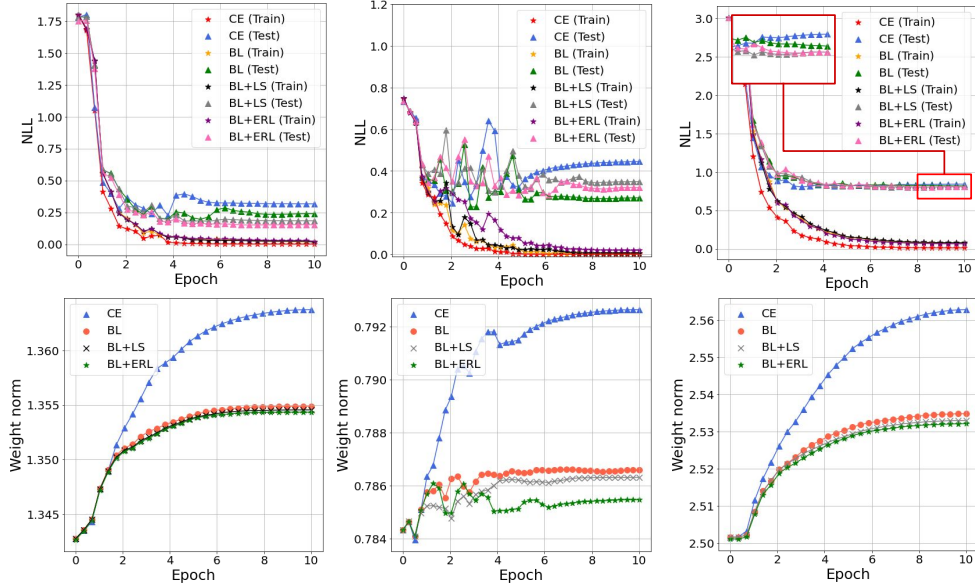 1.75
1.50
1.25
1.00
0.75
0.50
0.25
0.00
NLL
CE (Train)
CE (Test)
BL (Train)
BL (Test)
BL+LS (Train)
BL+LS (Test)
BL+ERL (Train)
BL+ERL (Test)
0 2 4 6 8 10
Epoch
1.2
1.0
0.8
0.6
0.4
0.2
0.0
NLL
CE (Train)
CE (Test)
BL (Train)
BL (Test)
BL+LS (Train)
BL+LS (Test)
BL+ERL (Train)
BL+ERL (Test)
0 2 4 6 8 10
Epoch
3.0
2.5
2.0
1.5
1.0
0.5
0.0
NLL
CE (Train)
CE (Test)
BL (Train)
BL (Test)
BL+LS (Train)
BL+LS (Test)
BL+ERL (Train)
BL+ERL (Test)
0 2 4 6 8 10
Epoch
1.360
1.355
1.350
1.345
Weight norm
CE
BL
BL+LS
BL+ERL
0 2 4 6 8 10
Epoch
0.792
0.790
0.788
0.786
0.784
Weight norm
CE
BL
BL+LS
BL+ERL
0 2 4 6 8 10
Epoch
2.56
2.55
2.54
2.53
2.52
2.51
2.50
Weight norm
CE
BL
BL+LS
BL+ERL
0 2 4 6 8 10
Epoch